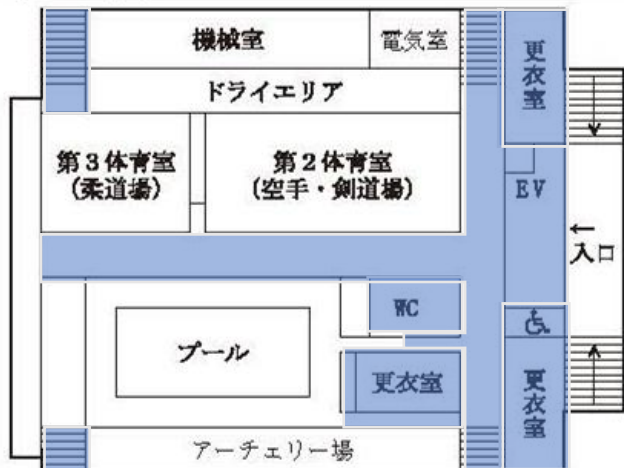 機械室
電気室
更衣室
ドライエリア
第3体育室
(柔道場)
第2体育室
(空手・剣道場)
EV
←
入口
WC
プール
更衣室
更衣室
アーチェリー場